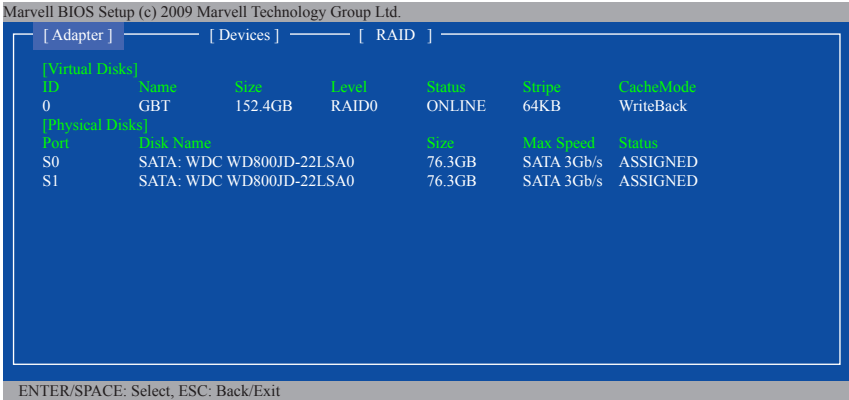 Marvell BIOS Setup (c) 2009 Marvell Technology Group Ltd.
[ Adapter ] [ Devices ] [ RAID ]
[Virtual Disks]
ID Name Size Level Status Stripe CacheMode
0 GBT 152.4GB RAID0 ONLINE 64KB WriteBack
[Physical Disks]
Port Disk Name Size Max Speed Status
S0 SATA: WDC WD800JD-22LSA0 76.3GB SATA 3Gb/s ASSIGNED
S1 SATA: WDC WD800JD-22LSA0 76.3GB SATA 3Gb/s ASSIGNED
ENTER/SPACE: Select, ESC: Back/Exit